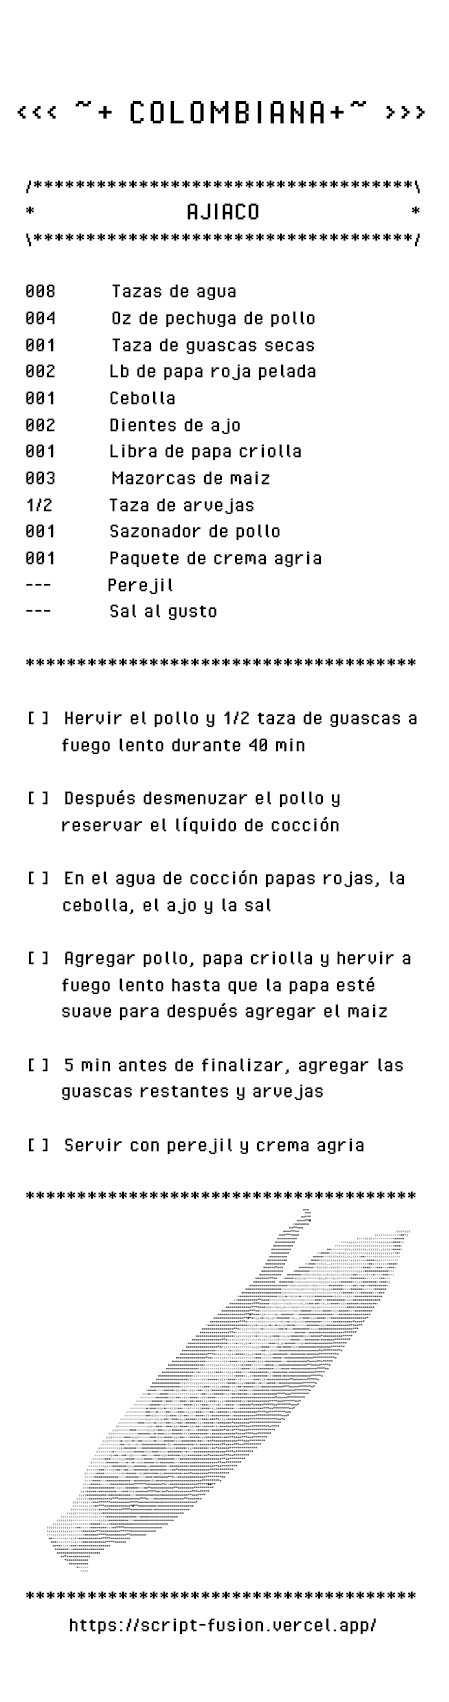 <<< ~+ COLOMBIANA+~ >>>
/************************************\
* AJIACO *
\************************************/
008 Tazas de agua
004 Oz de pechuga de pollo
001 Taza de guascas secas
002 Lb de papa roja pelada
001 Cebolla
002 Dientes de ajo
001 Libra de papa criolla
003 Mazorcas de maiz
1/2 Taza de arvejas
001 Sazonador de pollo
001 Paquete de crema agria
--- Perejil
--- Sal al gusto
**************************************
[ ] Hervir el pollo y 1/2 taza de guascas a
fuego lento durante 40 min
[ ] Después desmenuzar el pollo y
reservar el líquido de cocción
[ ] En el agua de cocción papas rojas, la
cebolla, el ajo y la sal
[ ] Agregar pollo, papa criolla y hervir a
fuego lento hasta que la papa esté
suave para después agregar el maiz
[ ] 5 min antes de finalizar, agregar las
guascas restantes y arvejas
[ ] Servir con perejil y crema agria
**************************************
**************************************
https://script-fusion.vercel.app/